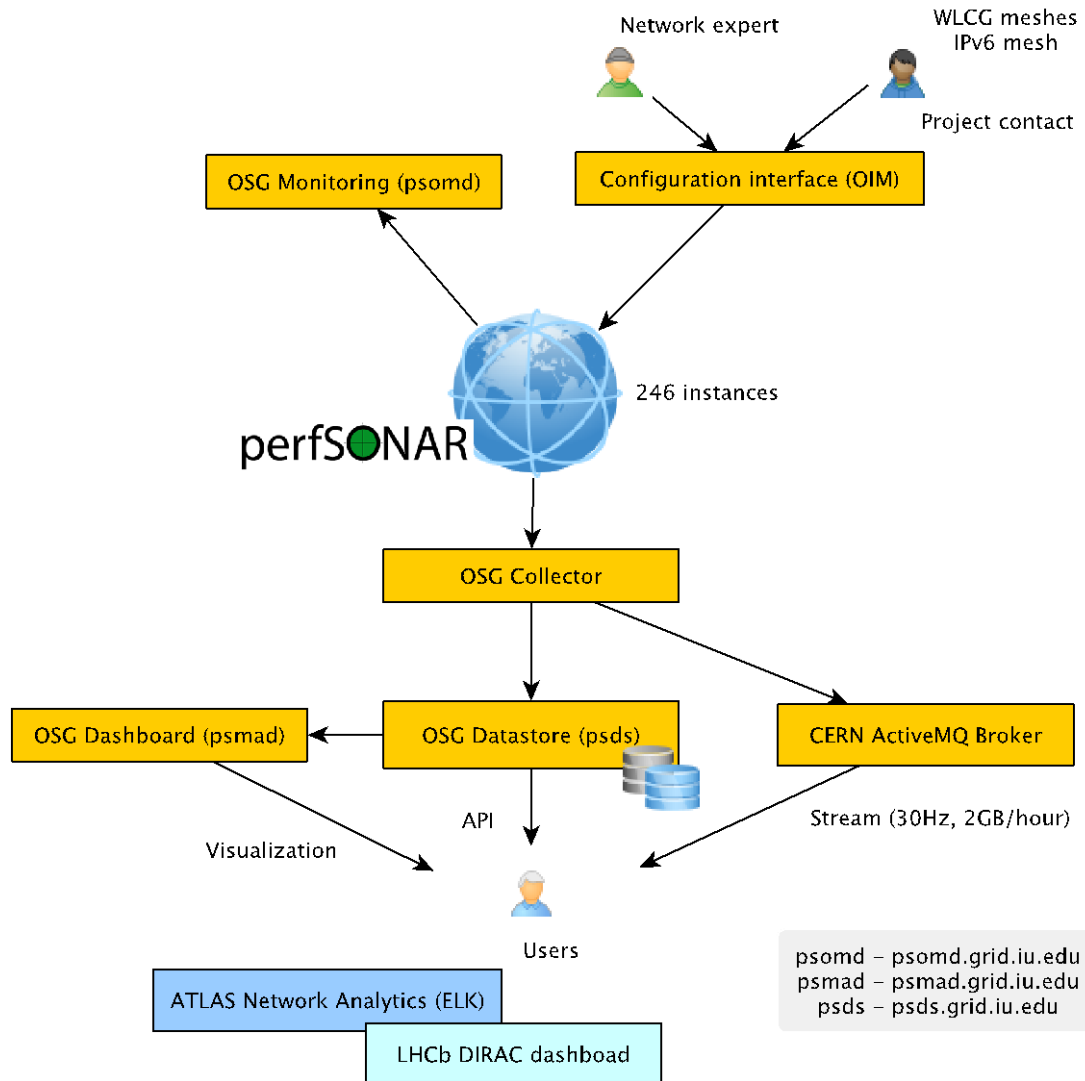 Network expert
WLCG meshes
IPv6 mesh
Project contact
OSG Monitoring (psomd)
Configuration interface (OIM)
246 instances
perfSONAR
OSG Collector
OSG Dashboard (psmad)
OSG Datastore (psds)
CERN ActiveMQ Broker
API
Stream (30Hz, 2GB/hour)
Visualization
Users
psomd – psomd.grid.iu.edu
psmad – psmad.grid.iu.edu
psds – psds.grid.iu.edu
ATLAS Network Analytics (ELK)
LHCb DIRAC dashboad